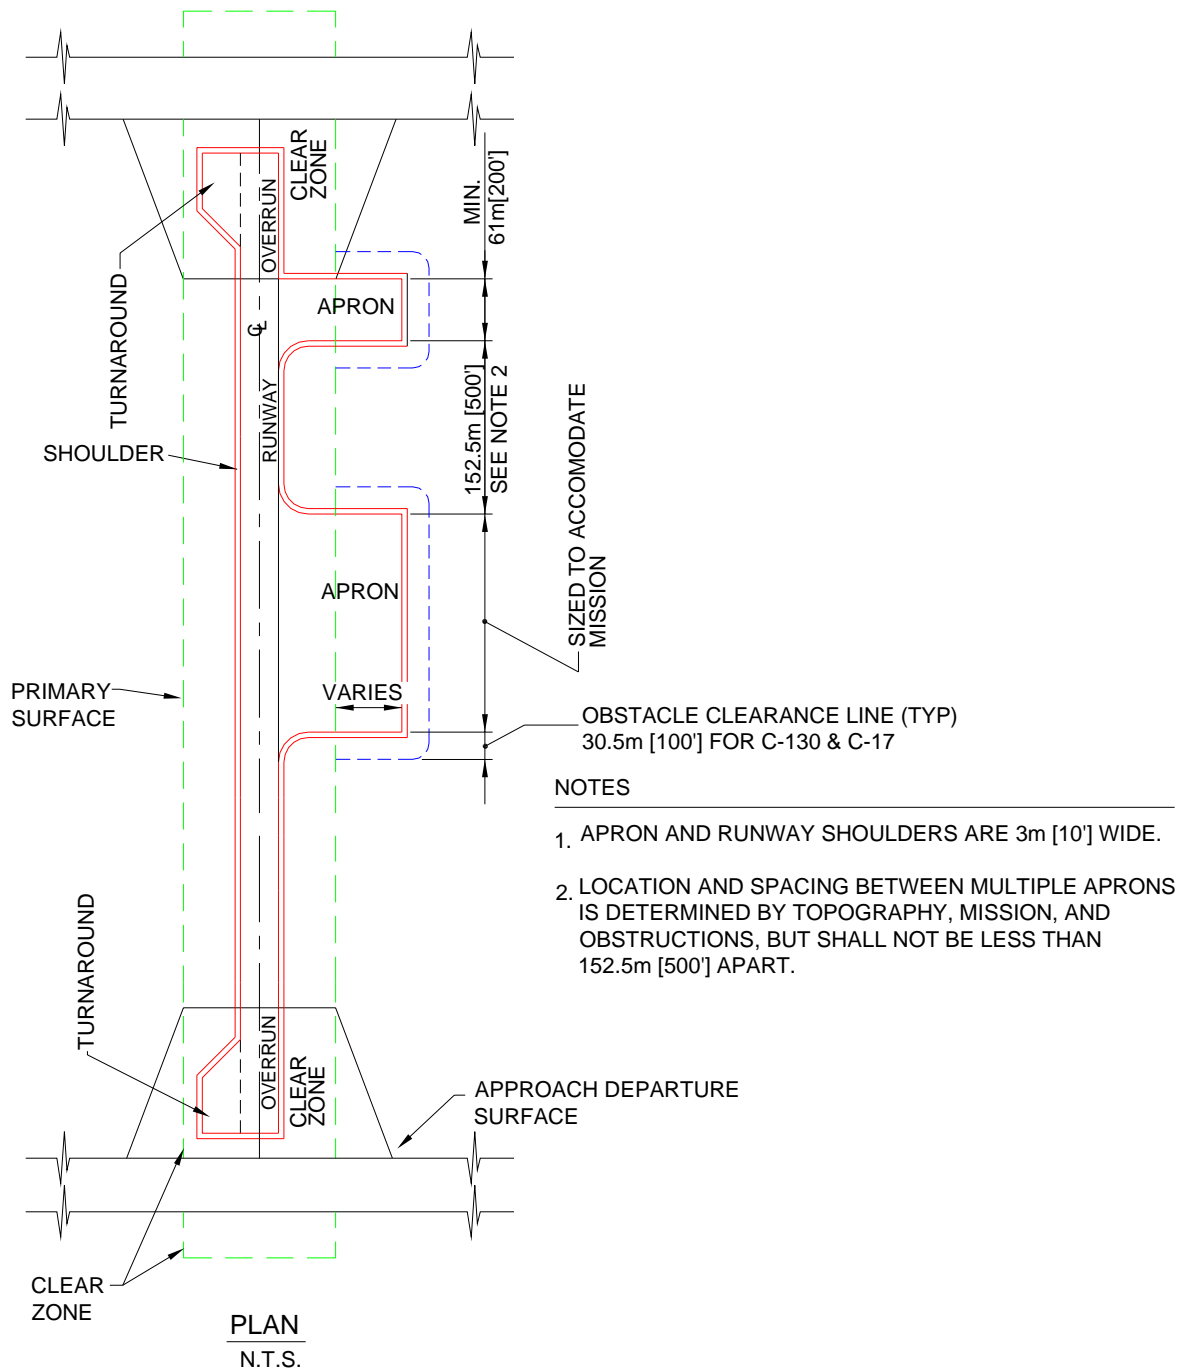 CLEAR
ZONE
OVERRUN
MIN.
61m[200']
TURNAROUND
APRON
℄
RUNWAY
152.5m [500']
SEE NOTE 2
SHOULDER
SIZED TO ACCOMODATE
MISSION
APRON
PRIMARY
SURFACE
VARIES
OBSTACLE CLEARANCE LINE (TYP)
30.5m [100'] FOR C-130 & C-17
NOTES
1. APRON AND RUNWAY SHOULDERS ARE 3m [10'] WIDE.
2. LOCATION AND SPACING BETWEEN MULTIPLE APRONS
IS DETERMINED BY TOPOGRAPHY, MISSION, AND
OBSTRUCTIONS, BUT SHALL NOT BE LESS THAN
152.5m [500'] APART.
TURNAROUND
OVERRUN
CLEAR
ZONE
APPROACH DEPARTURE
SURFACE
CLEAR
ZONE
PLAN
N.T.S.